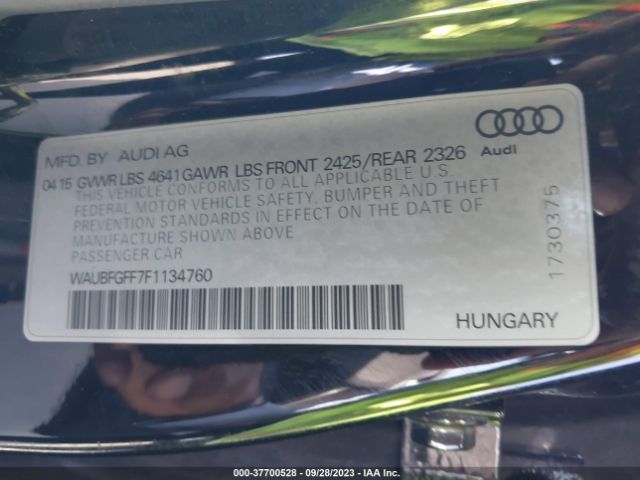 MFD. BY AUDI AG
04 15 GVWR LBS 4641 GAWR LBS FRONT 2425/REAR 2326
THIS VEHICLE CONFORMS TO ALL APPLICABLE U.S.
FEDERAL MOTOR VEHICLE SAFETY, BUMPER AND THEFT
PREVENTION STANDARDS IN EFFECT ON THE DATE OF
MANUFACTURE SHOWN ABOVE
PASSENGER CAR
WAUBFGFF7F1134760
HUNGARY
Audi
1730375
000-37700528 - 09/28/2023 - IAA Inc.